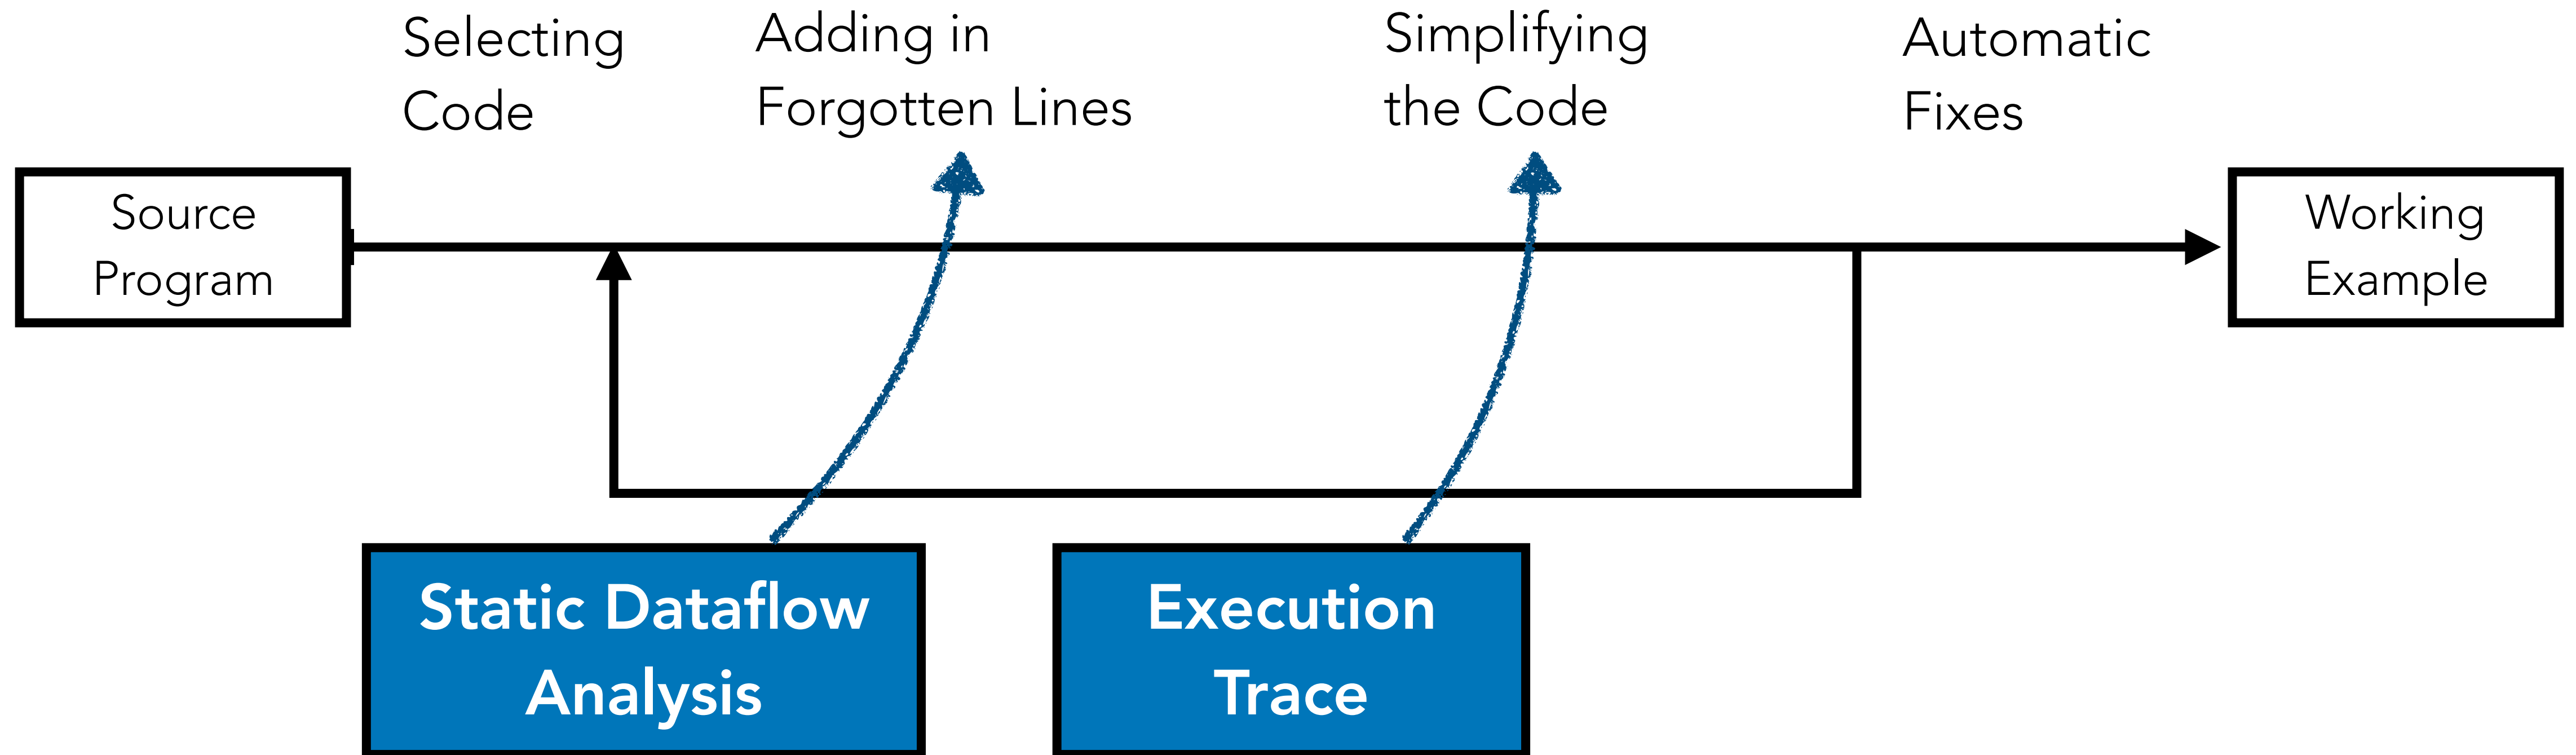 Selecting
Code
Adding in
Forgotten Lines
Simplifying
the Code
Automatic
Fixes
Source
Program
Working
Example
Static Dataflow
Analysis
Execution
Trace